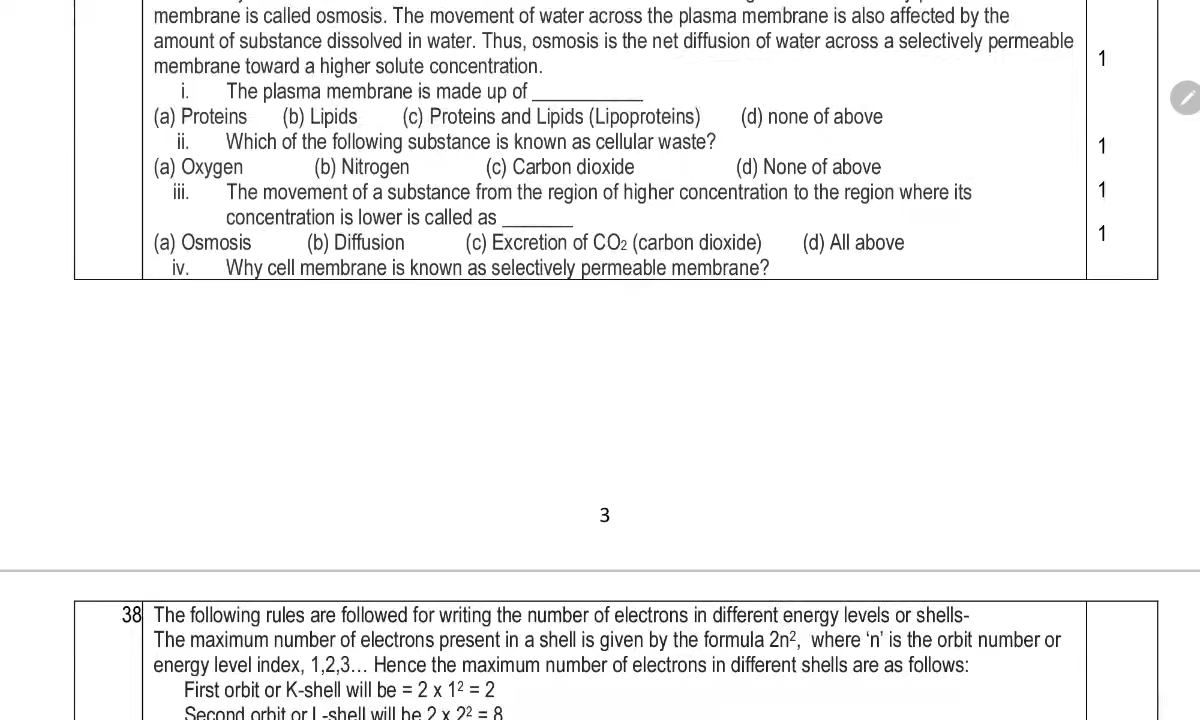 membrane is called osmosis. The movement of water across the plasma membrane is also affected by the
amount of substance dissolved in water. Thus, osmosis is the net diffusion of water across a selectively permeable
membrane toward a higher solute concentration.
1
i. The plasma membrane is made up of ___________
(a) Proteins (b) Lipids (c) Proteins and Lipids (Lipoproteins) (d) none of above
ii. Which of the following substance is known as cellular waste?
1
(a) Oxygen (b) Nitrogen (c) Carbon dioxide (d) None of above
iii. The movement of a substance from the region of higher concentration to the region where its
1
concentration is lower is called as _______
1
(a) Osmosis (b) Diffusion (c) Excretion of CO2 (carbon dioxide) (d) All above
iv. Why cell membrane is known as selectively permeable membrane?
3
38 The following rules are followed for writing the number of electrons in different energy levels or shells-
The maximum number of electrons present in a shell is given by the formula 2n², where ‘n’ is the orbit number or
energy level index, 1,2,3… Hence the maximum number of electrons in different shells are as follows:
First orbit or K-shell will be = 2 x 1² = 2
Second orbit or L-shell will be 2 x 2² = 8